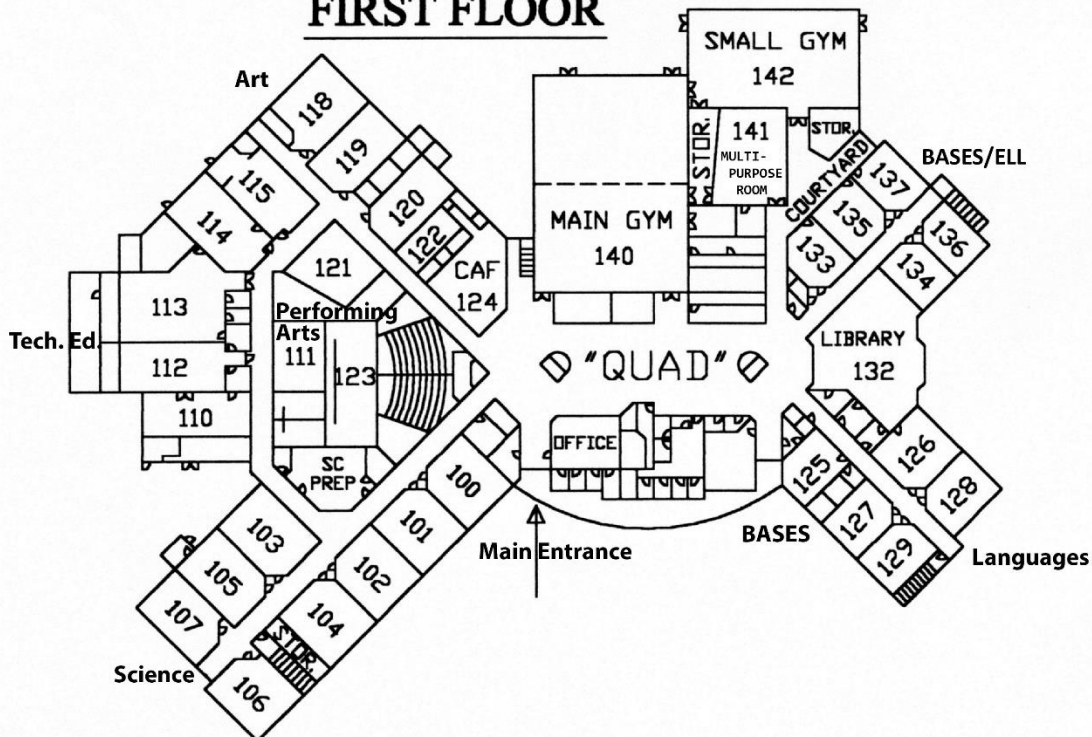 FIRST FLOOR
SMALL GYM
142
Art
118
119
STOR.
141
MULTI-
PURPOSE
ROOM
STOR.
COURTYARD
137
BASES/ELL
115
120
135
136
114
122
MAIN GYM
140
133
134
121
CAF
124
113
Performing
Arts
111
Tech. Ed.
112
123
LIBRARY
132
"QUAD"
110
OFFICE
SC
PREP
100
125
126
128
101
127
103
Main Entrance
BASES
129
Languages
105
102
107
104
STOR.
Science
106